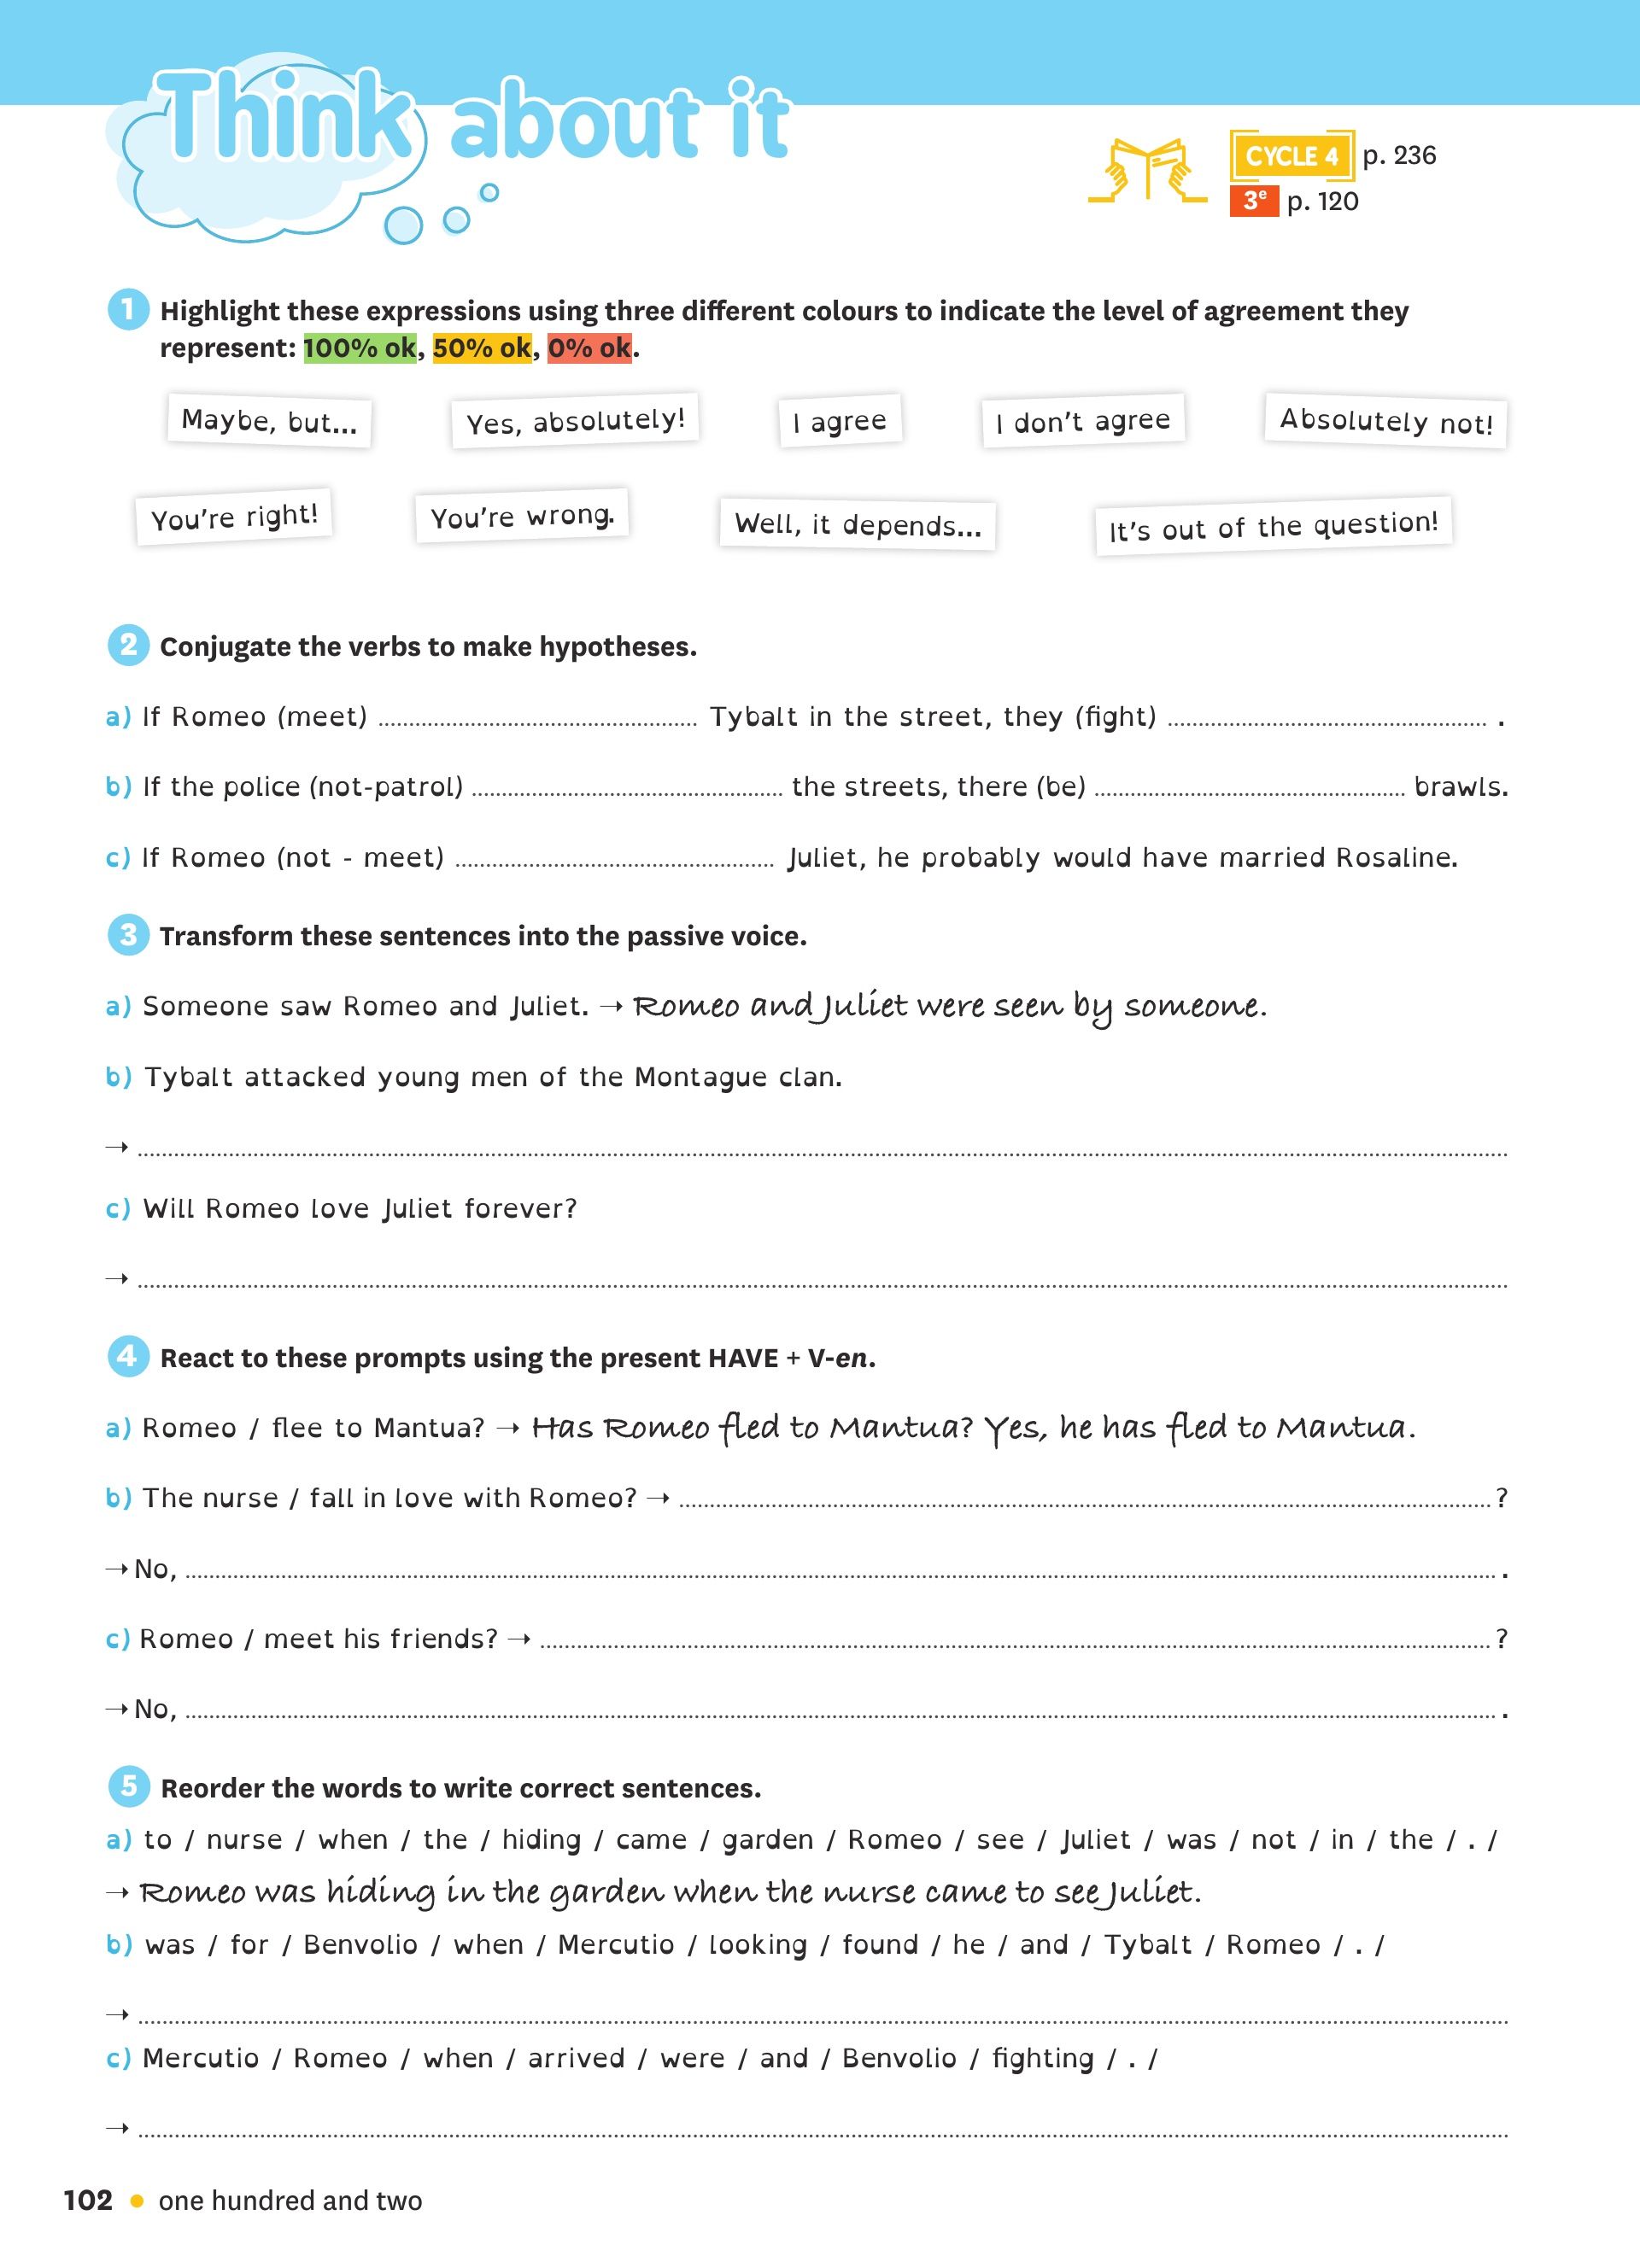 Think about it
CYCLE 4 p. 236
3e p. 120
1 Highlight these expressions using three different colours to indicate the level of agreement they
represent: 100% ok, 50% ok, 0% ok.
Maybe, but... Yes, absolutely! I agree I don't agree Absolutely not!
You're right! You're wrong. Well, it depends... It's out of the question!
2 Conjugate the verbs to make hypotheses.
a) If Romeo (meet) .......... Tybalt in the street, they (fight) .......... .
b) If the police (not-patrol) .......... the streets, there (be) .......... brawls.
c) If Romeo (not - meet) .......... Juliet, he probably would have married Rosaline.
3 Transform these sentences into the passive voice.
a) Someone saw Romeo and Juliet. → Romeo and Juliet were seen by someone.
b) Tybalt attacked young men of the Montague clan.
→ ..........
c) Will Romeo love Juliet forever?
→ ..........
4 React to these prompts using the present HAVE + V-en.
a) Romeo / flee to Mantua? → Has Romeo fled to Mantua? Yes, he has fled to Mantua.
b) The nurse / fall in love with Romeo? → .......... ?
→ No, .......... .
c) Romeo / meet his friends? → .......... ?
→ No, .......... .
5 Reorder the words to write correct sentences.
a) to / nurse / when / the / hiding / came / garden / Romeo / see / Juliet / was / not / in / the / . /
→ Romeo was hiding in the garden when the nurse came to see Juliet.
b) was / for / Benvolio / when / Mercutio / looking / found / he / and / Tybalt / Romeo / . /
→ ..........
c) Mercutio / Romeo / when / arrived / were / and / Benvolio / fighting / . /
→ ..........
102 • one hundred and two